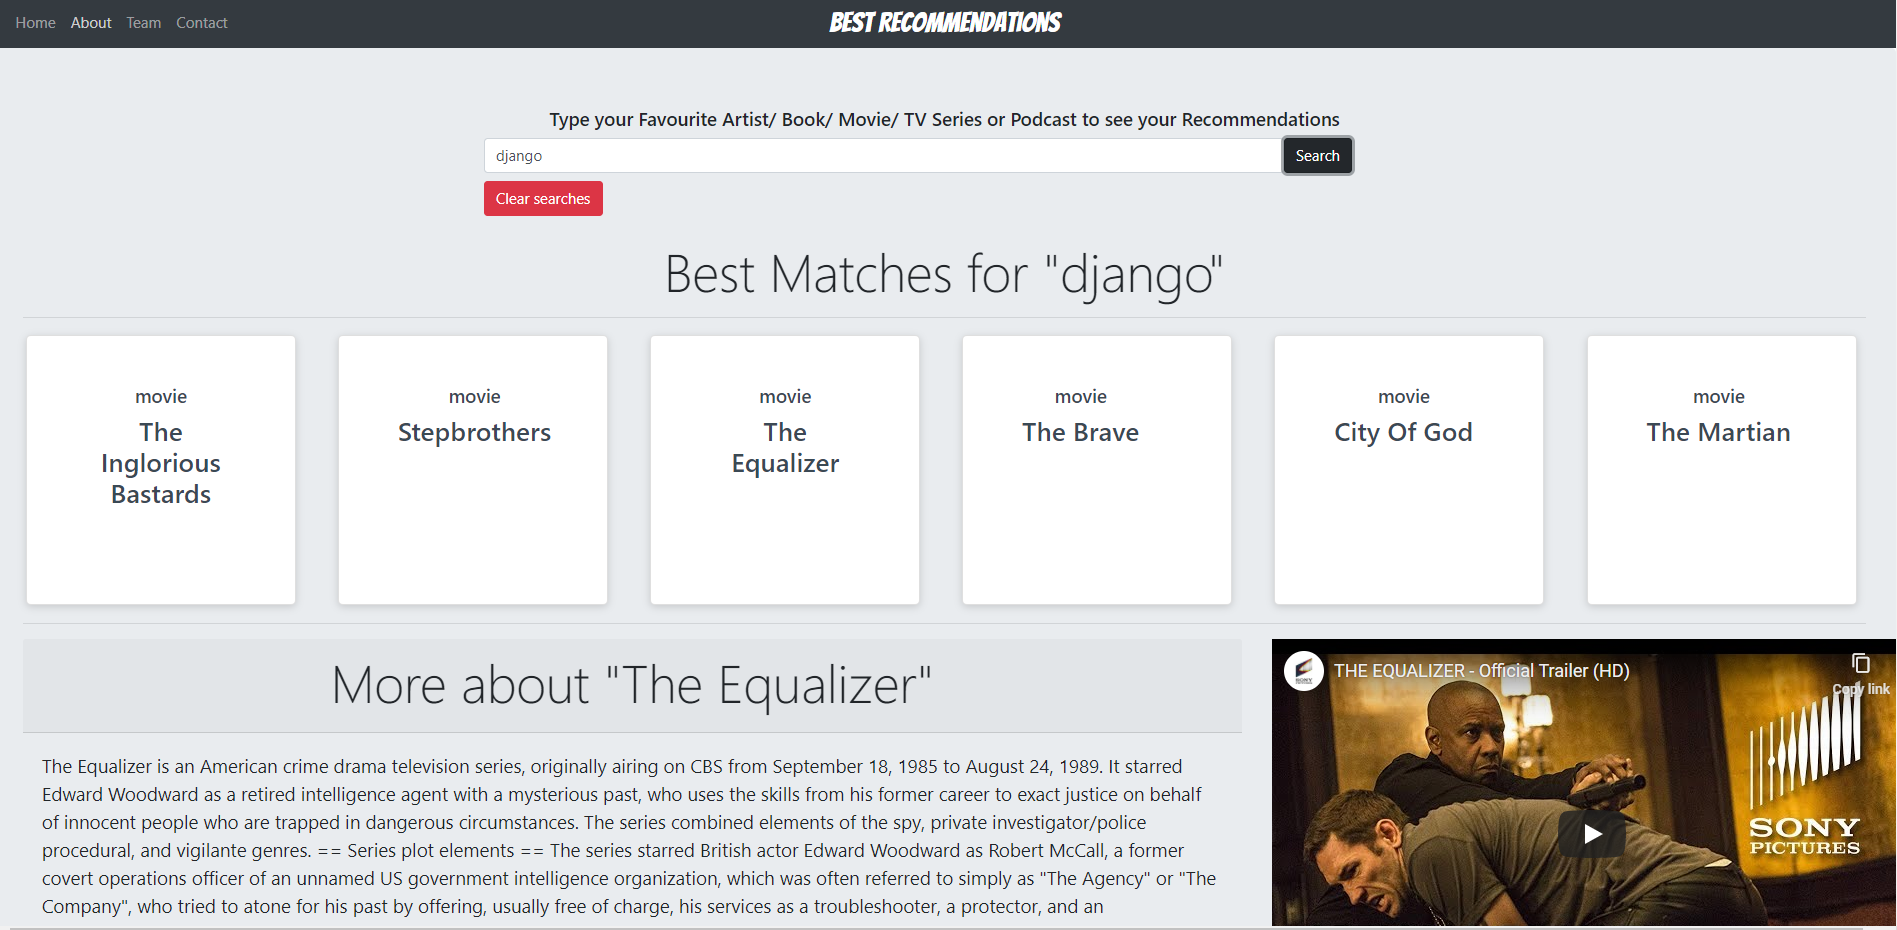 Home About Team Contact
BEST RECOMMENDATIONS
Type your Favourite Artist/ Book/ Movie/ TV Series or Podcast to see your Recommendations
django
Search
Clear searches
Best Matches for "django"
movie
The
Inglorious
Bastards
movie
Stepbrothers
movie
The
Equalizer
movie
The Brave
movie
City Of God
movie
The Martian
More about "The Equalizer"
The Equalizer is an American crime drama television series, originally airing on CBS from September 18, 1985 to August 24, 1989. It starred
Edward Woodward as a retired intelligence agent with a mysterious past, who uses the skills from his former career to exact justice on behalf
of innocent people who are trapped in dangerous circumstances. The series combined elements of the spy, private investigator/police
procedural, and vigilante genres. == Series plot elements == The series starred British actor Edward Woodward as Robert McCall, a former
covert operations officer of an unnamed US government intelligence organization, which was often referred to simply as "The Agency" or "The
Company", who tried to atone for his past by offering, usually free of charge, his services as a troubleshooter, a protector, and an
THE EQUALIZER - Official Trailer (HD)
Copy link
SONY
PICTURES